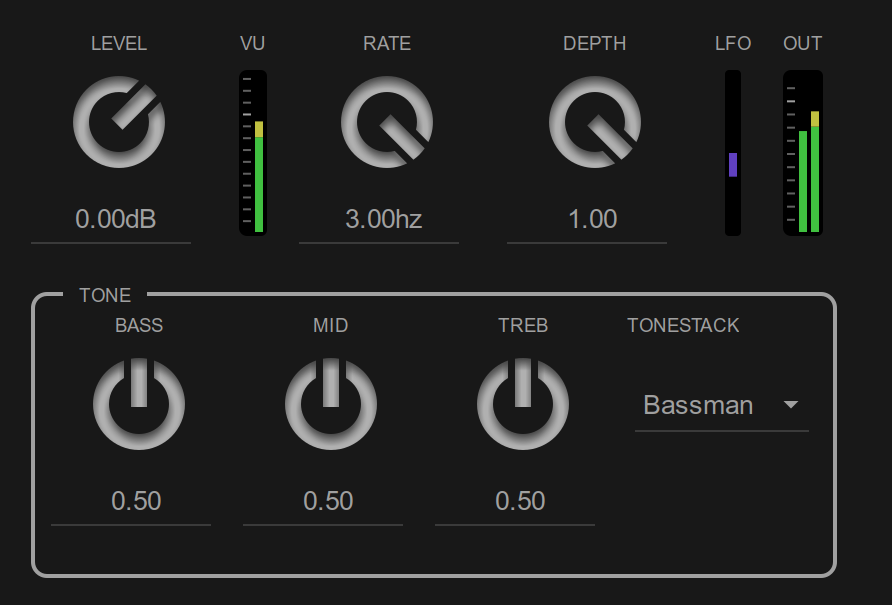 LEVEL VU RATE DEPTH LFO OUT
0.00dB 3.00hz 1.00
TONE
BASS MID TREB TONESTACK
Bassman
0.50 0.50 0.50